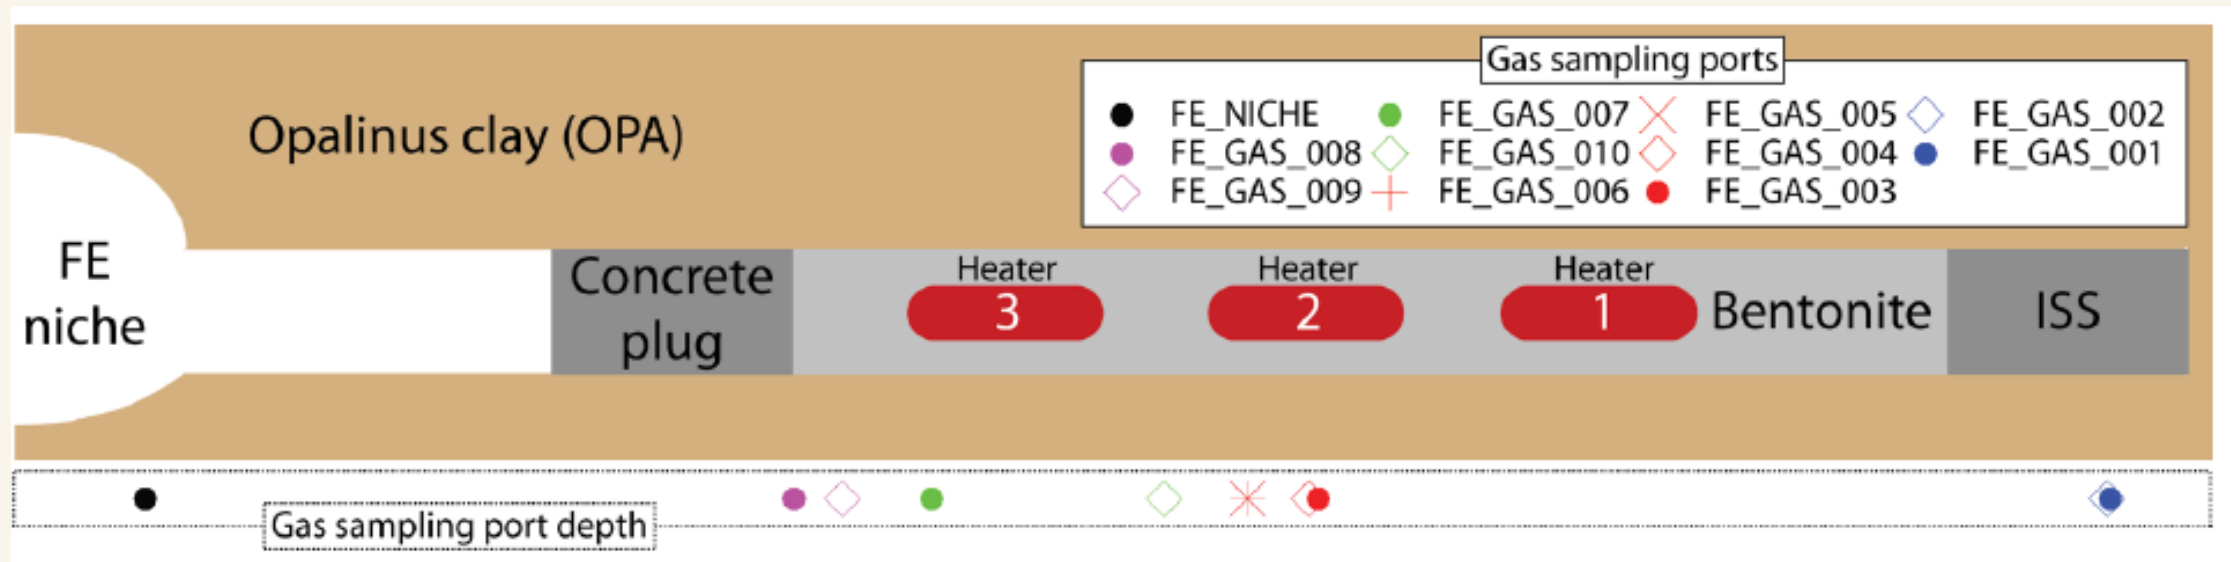 Gas sampling ports
FE_NICHE FE_GAS_007 FE_GAS_005 FE_GAS_002
FE_GAS_008 FE_GAS_010 FE_GAS_004 FE_GAS_001
FE_GAS_009 FE_GAS_006 FE_GAS_003
Opalinus clay (OPA)
FE
niche
Concrete
plug
Heater
3
Heater
2
Heater
1
Bentonite
ISS
Gas sampling port depth